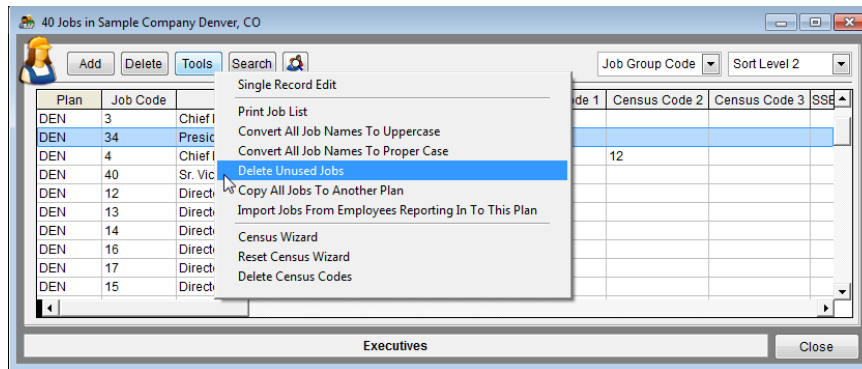 40 Jobs in Sample Company Denver, CO
Add Delete Tools Search Job Group Code Sort Level 2
Single Record Edit
Print Job List
Convert All Job Names To Uppercase
Convert All Job Names To Proper Case
Delete Unused Jobs
Copy All Jobs To Another Plan
Import Jobs From Employees Reporting In To This Plan
Census Wizard
Reset Census Wizard
Delete Census Codes
Plan Job Code de 1 Census Code 2 Census Code 3 SSE
DEN 3 Chief
DEN 34 Presid
DEN 4 Chief 12
DEN 40 Sr. Vic
DEN 12 Direct
DEN 13 Direct
DEN 14 Direct
DEN 16 Direct
DEN 17 Direct
DEN 15 Direct
Executives
Close